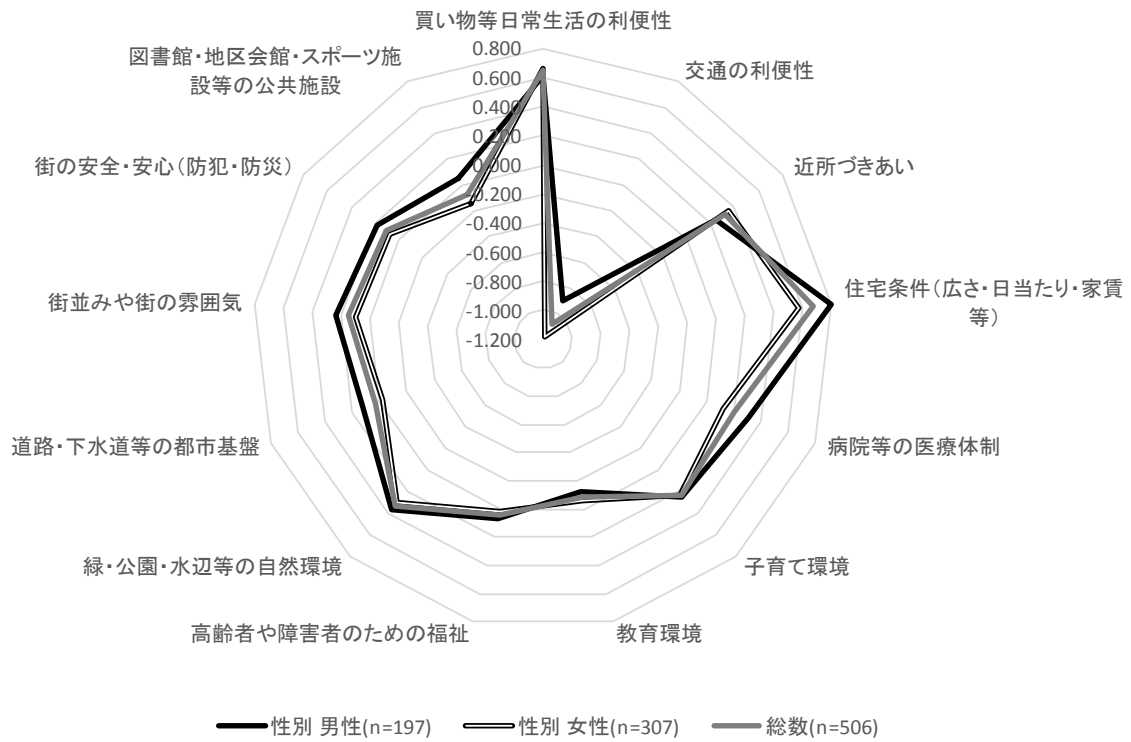 買い物等日常生活の利便性
交通の利便性
近所づきあい
住宅条件（広さ・日当たり・家賃
等）
病院等の医療体制
子育て環境
教育環境
高齢者や障害者のための福祉
緑・公園・水辺等の自然環境
道路・下水道等の都市基盤
街並みや街の雰囲気
街の安全・安心（防犯・防災）
図書館・地区会館・スポーツ施
設等の公共施設
0.800
0.600
0.400
0.200
0.000
-0.200
-0.400
-0.600
-0.800
-1.000
-1.200
性別 男性(n=197)
性別 女性(n=307)
総数(n=506)